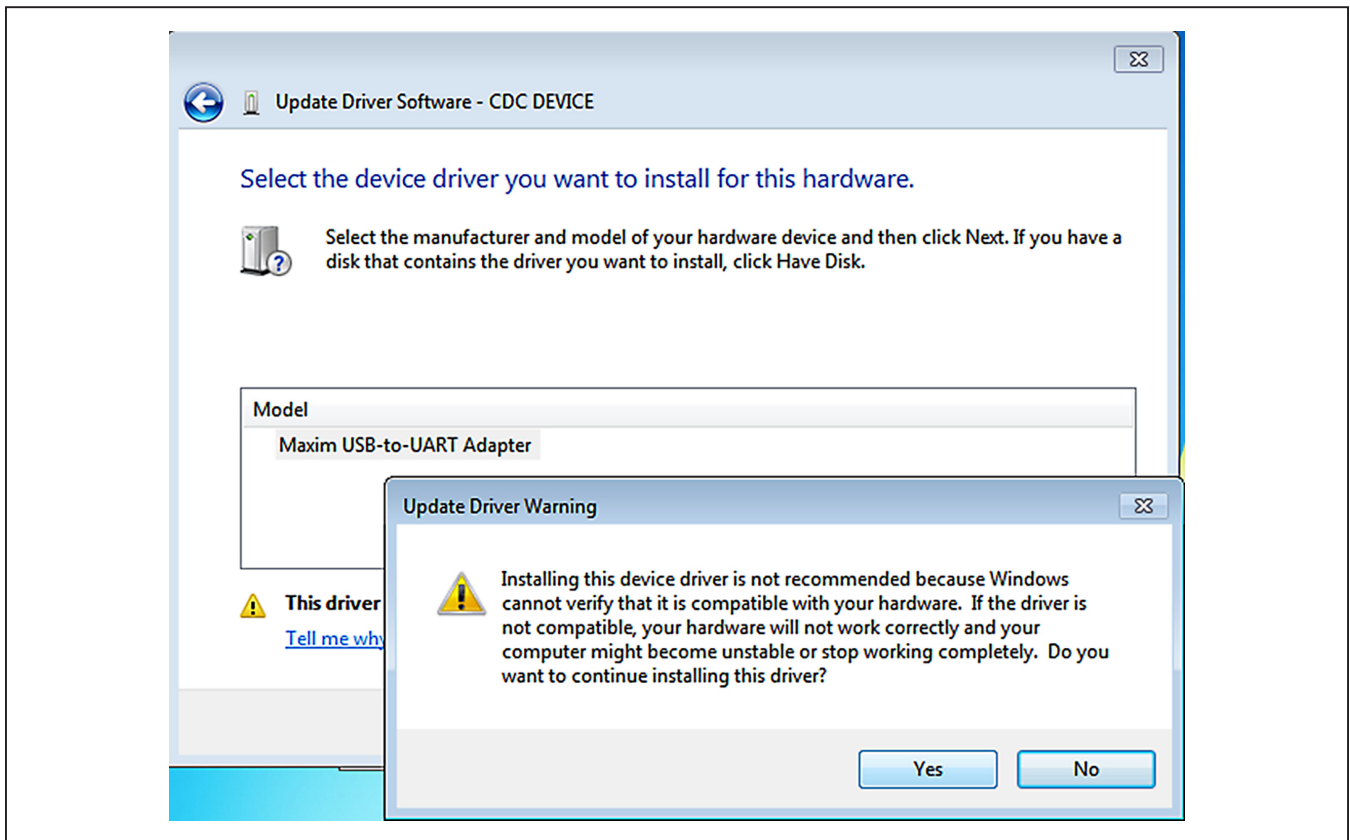 Update Driver Software - CDC DEVICE
Select the device driver you want to install for this hardware.
Select the manufacturer and model of your hardware device and then click Next. If you have a
disk that contains the driver you want to install, click Have Disk.
Model
Maxim USB-to-UART Adapter
This driver
Tell me why
Update Driver Warning
Installing this device driver is not recommended because Windows
cannot verify that it is compatible with your hardware.  If the driver is
not compatible, your hardware will not work correctly and your
computer might become unstable or stop working completely.  Do you
want to continue installing this driver?
Yes
No